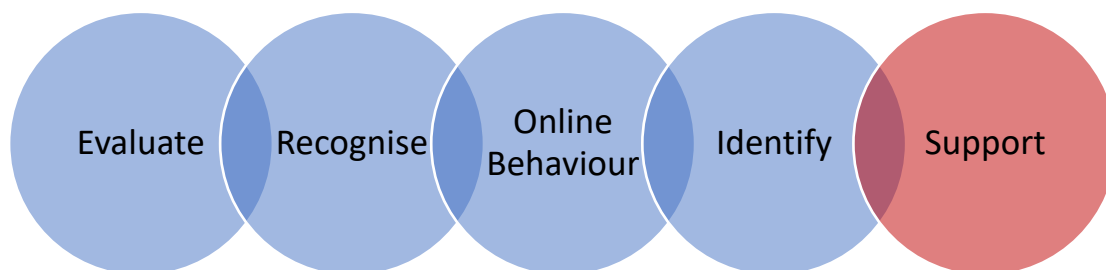 Evaluate
Recognise
Online
Behaviour
Identify
Support